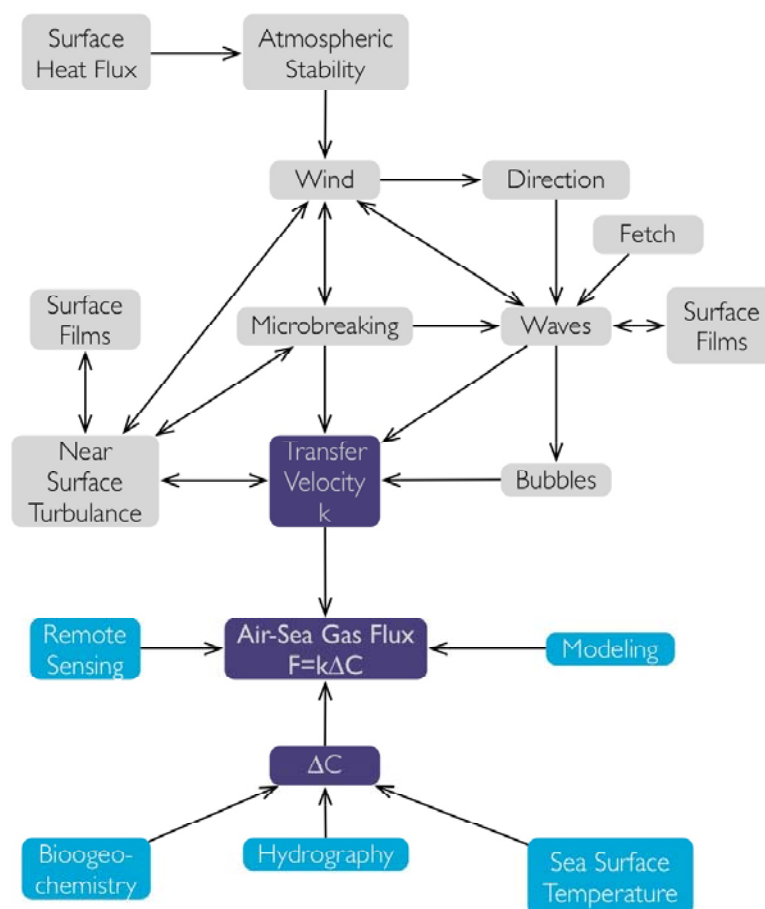 Surface
Heat Flux
Atmospheric
Stability
Wind
Direction
Fetch
Surface
Films
Microbreaking
Waves
Surface
Films
Near
Surface
Turbulance
Transfer
Velocity
k
Bubbles
Remote
Sensing
Air-Sea Gas Flux
F=kΔC
Modeling
ΔC
Bioogeo-
chemistry
Hydrography
Sea Surface
Temperature